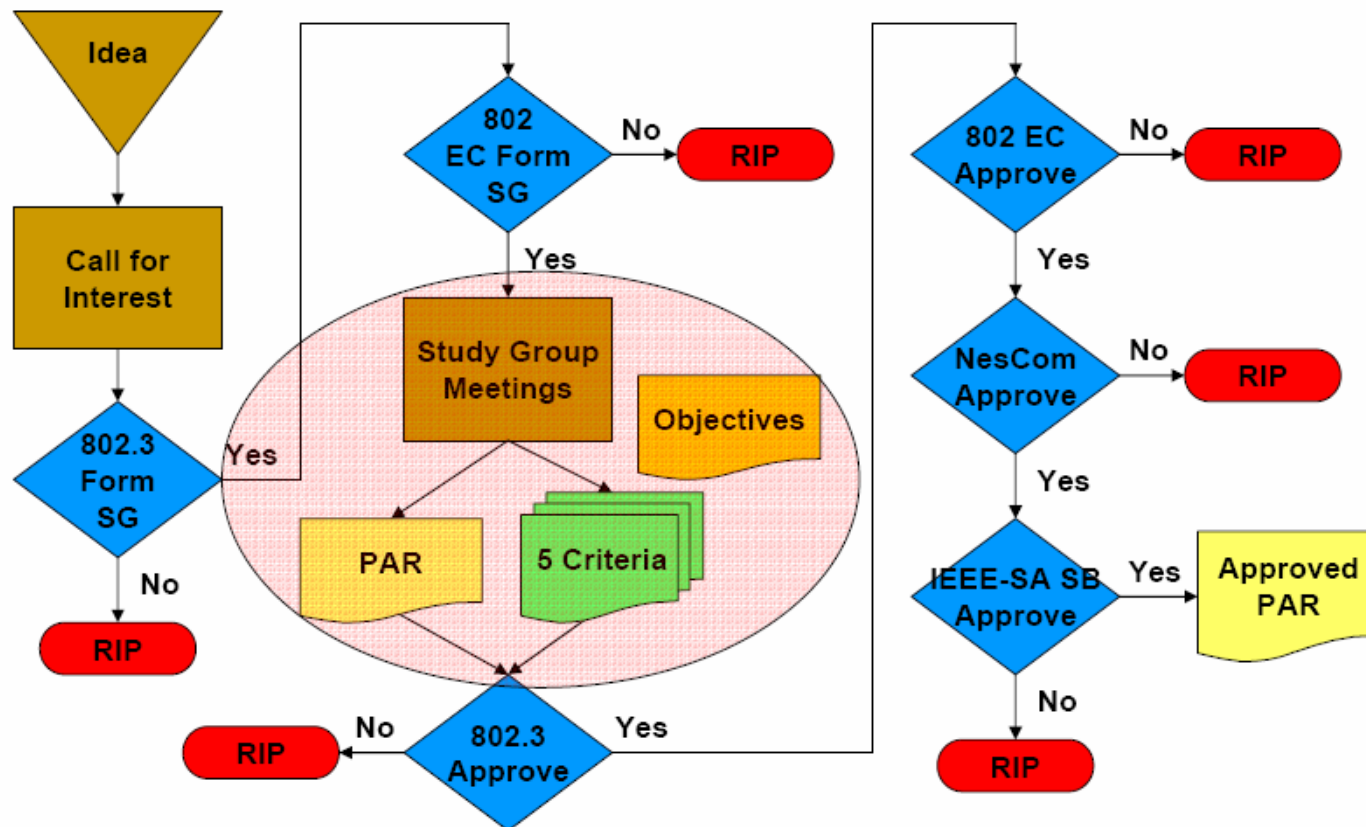 Idea
Call for
Interest
802.3
Form
SG
Yes
No
RIP
802
EC Form
SG
No
RIP
Yes
Study Group
Meetings
Objectives
PAR
5 Criteria
802.3
Approve
No
RIP
Yes
802 EC
Approve
No
RIP
Yes
NesCom
Approve
No
RIP
Yes
IEEE-SA SB
Approve
Yes
Approved
PAR
No
RIP